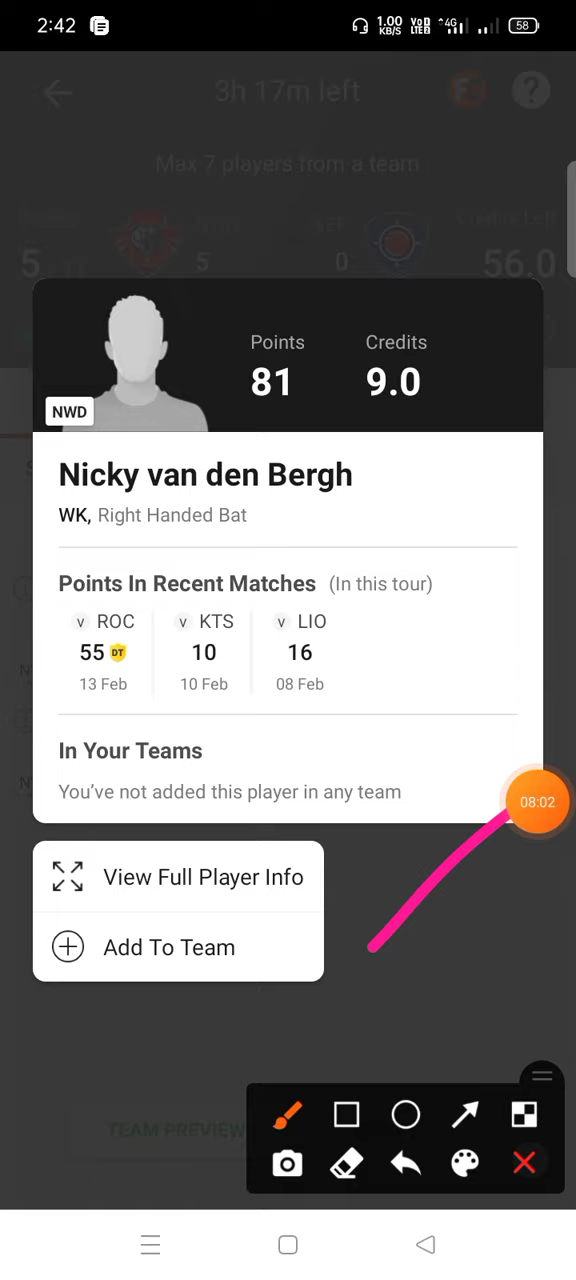 2:42
1.00 KB/S
VoD LTE2
4G
58
3h 17m left
F
?
Max 7 players from a team
5
0
Credits Left
5
56.0
Points
Credits
81
9.0
NWD
Nicky van den Bergh
WK, Right Handed Bat
Points In Recent Matches (In this tour)
v ROC
v KTS
v LIO
55 DT
10
16
13 Feb
10 Feb
08 Feb
In Your Teams
You've not added this player in any team
08:02
View Full Player Info
Add To Team
TEAM PREVIEW